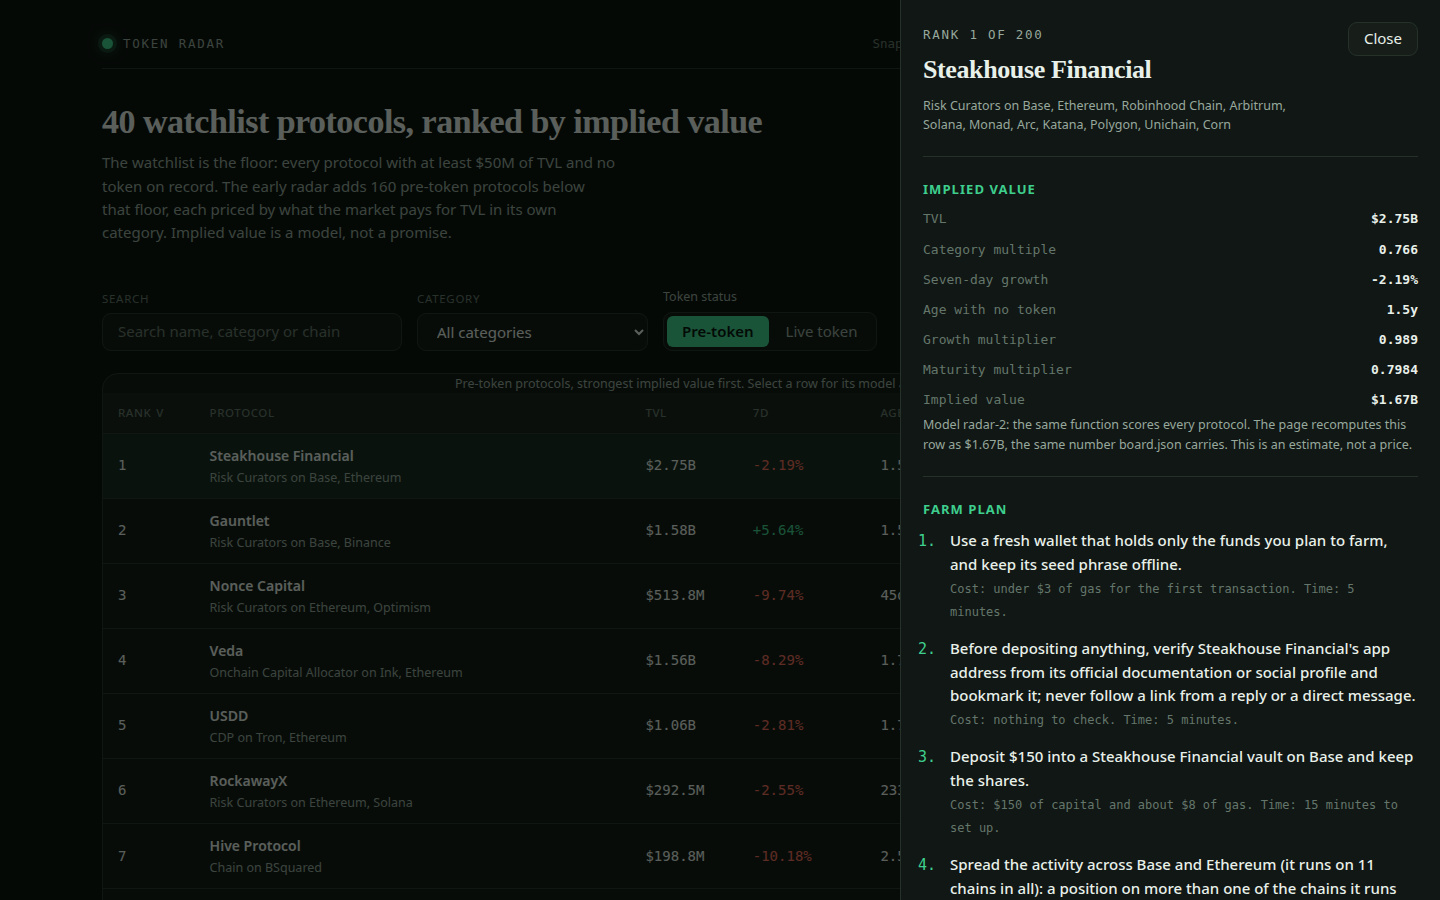 TOKEN RADAR
Snap
40 watchlist protocols, ranked by implied value
The watchlist is the floor: every protocol with at least $50M of TVL and no
token on record. The early radar adds 160 pre-token protocols below
that floor, each priced by what the market pays for TVL in its own
category. Implied value is a model, not a promise.
SEARCH
CATEGORY
Token status
Search name, category or chain
All categories
Pre-token
Live token
Pre-token protocols, strongest implied value first. Select a row for its model
RANK V PROTOCOL TVL 7D AG
1 Steakhouse Financial $2.75B -2.19% 1.5
Risk Curators on Base, Ethereum
2 Gauntlet $1.58B +5.64% 1.5
Risk Curators on Base, Binance
3 Nonce Capital $513.8M -9.74% 45
Risk Curators on Ethereum, Optimism
4 Veda $1.56B -8.29% 1.7
Onchain Capital Allocator on Ink, Ethereum
5 USDD $1.06B -2.81% 1.7
CDP on Tron, Ethereum
6 RockawayX $292.5M -2.55% 233
Risk Curators on Ethereum, Solana
7 Hive Protocol $198.8M -10.18% 2.5
Chain on BSquared
RANK 1 OF 200
Close
Steakhouse Financial
Risk Curators on Base, Ethereum, Robinhood Chain, Arbitrum,
Solana, Monad, Arc, Katana, Polygon, Unichain, Corn
IMPLIED VALUE
TVL $2.75B
Category multiple 0.766
Seven-day growth -2.19%
Age with no token 1.5y
Growth multiplier 0.989
Maturity multiplier 0.7984
Implied value $1.67B
Model radar-2: the same function scores every protocol. The page recomputes this
row as $1.67B, the same number board.json carries. This is an estimate, not a price.
FARM PLAN
1. Use a fresh wallet that holds only the funds you plan to farm,
and keep its seed phrase offline.
Cost: under $3 of gas for the first transaction. Time: 5
minutes.
2. Before depositing anything, verify Steakhouse Financial's app
address from its official documentation or social profile and
bookmark it; never follow a link from a reply or a direct message.
Cost: nothing to check. Time: 5 minutes.
3. Deposit $150 into a Steakhouse Financial vault on Base and keep
the shares.
Cost: $150 of capital and about $8 of gas. Time: 15 minutes to
set up.
4. Spread the activity across Base and Ethereum (it runs on 11
chains in all): a position on more than one of the chains it runs